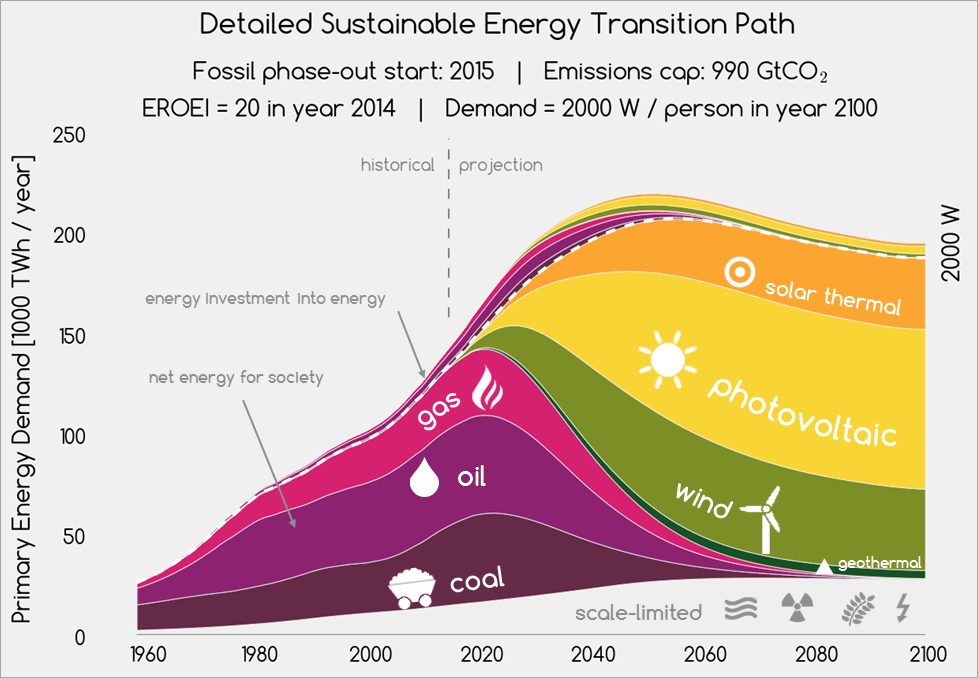 Detailed Sustainable Energy Transition Path
Fossil phase-out start: 2015 | Emissions cap: 990 GtCO₂
EROEI = 20 in year 2014 | Demand = 2000 W / person in year 2100
Primary Energy Demand [1000 TWh / year]
250
200
150
100
50
0
historical
projection
2000 W
energy investment into energy
net energy for society
solar thermal
photovoltaic
gas
oil
wind
geothermal
coal
scale-limited
1960 1980 2000 2020 2040 2060 2080 2100